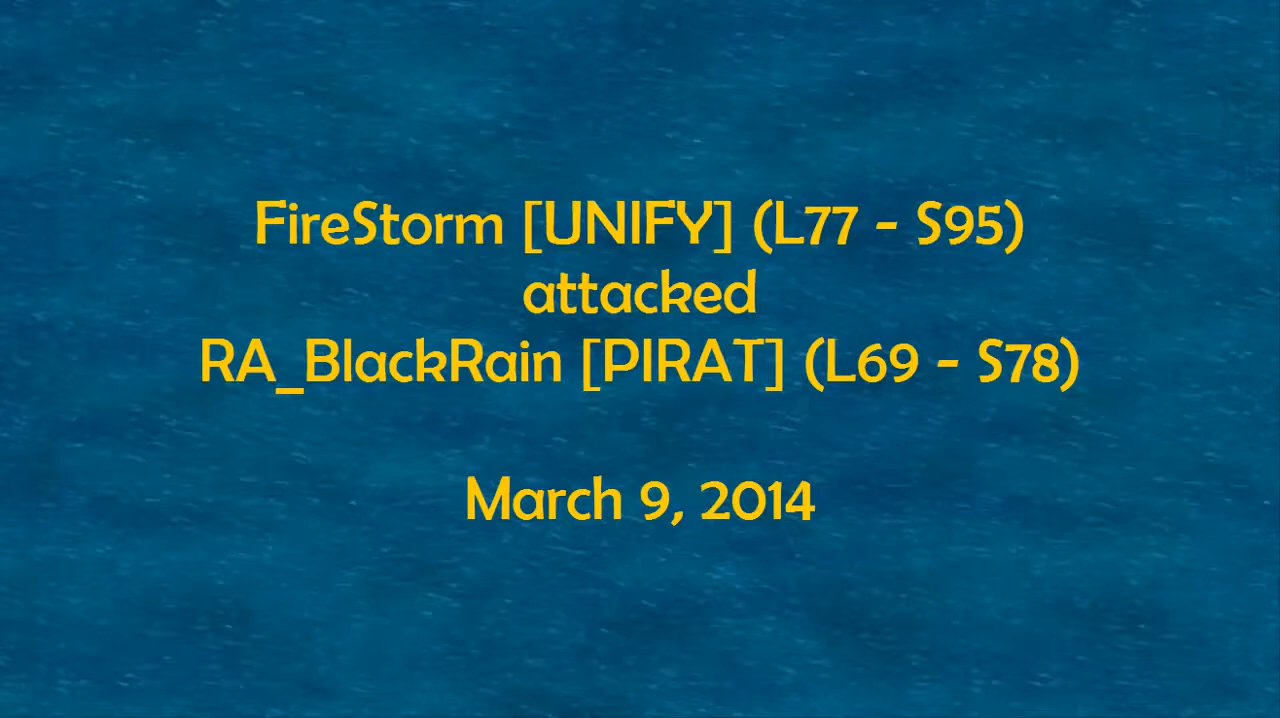 FireStorm [UNIFY] (L77 - S95)
attacked
RA_BlackRain [PIRAT] (L69 - S78)
March 9, 2014